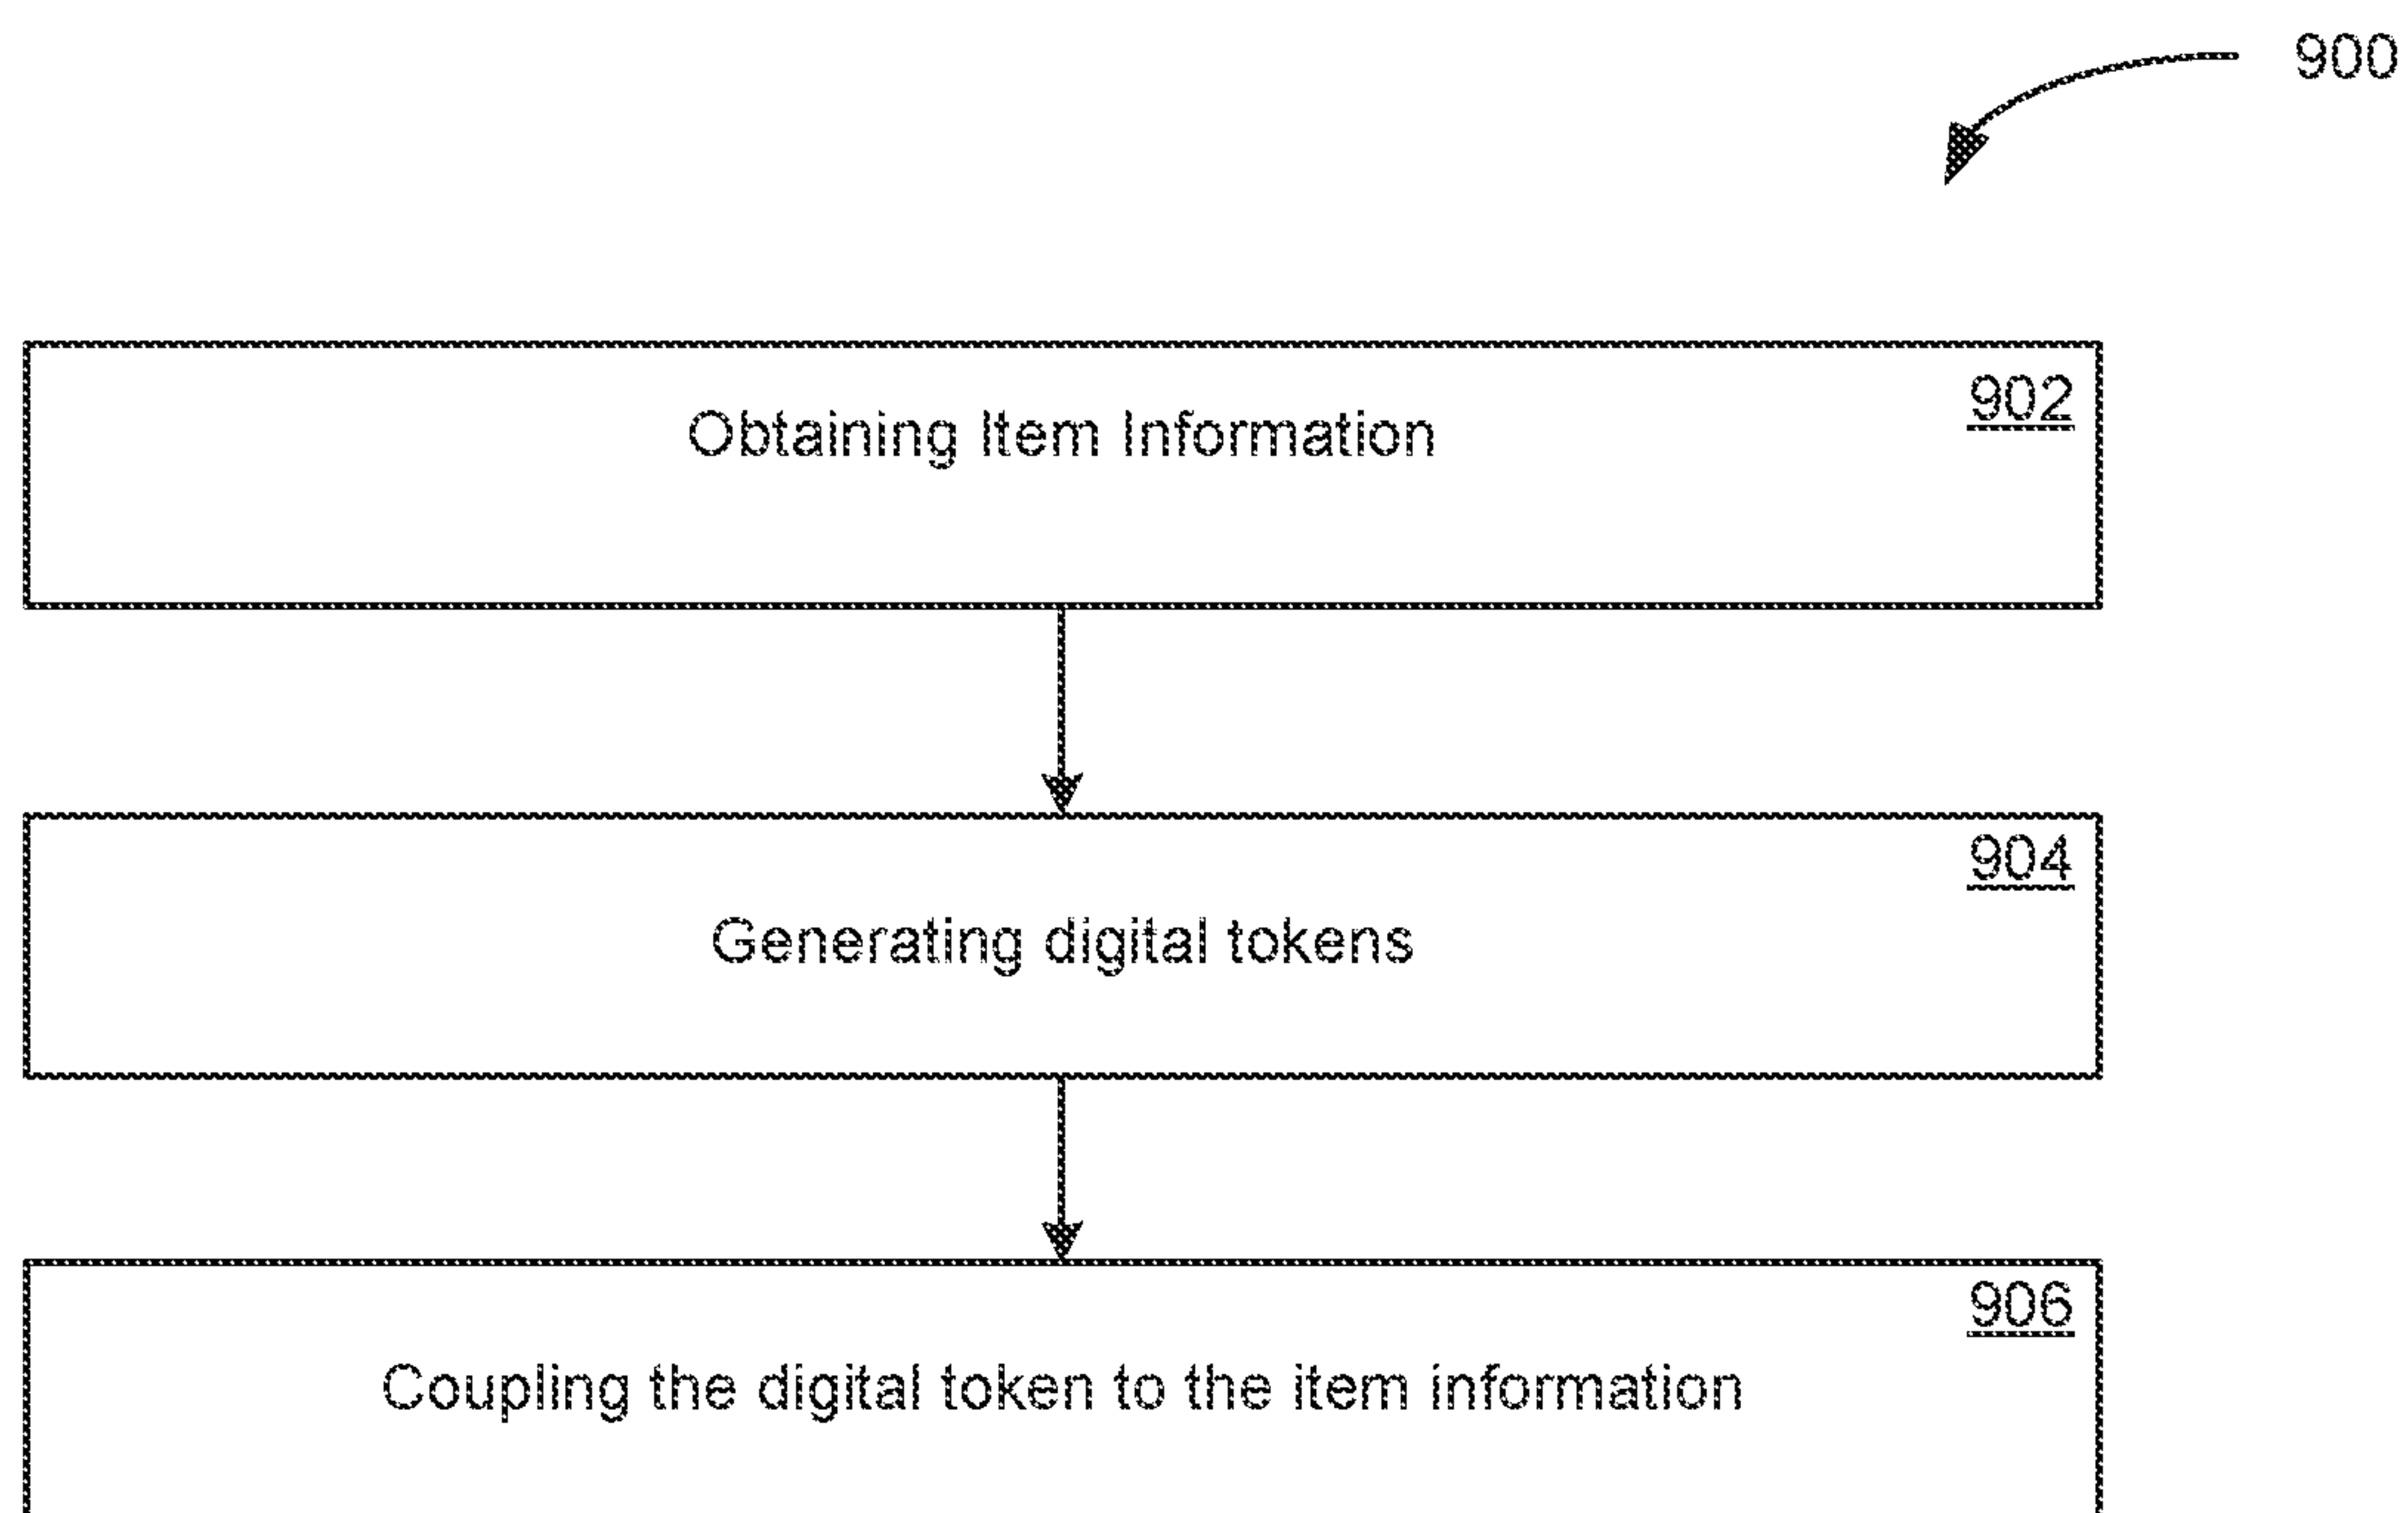 900
902
Obtaining Item Information
904
Generating digital tokens
906
Coupling the digital token to the item information